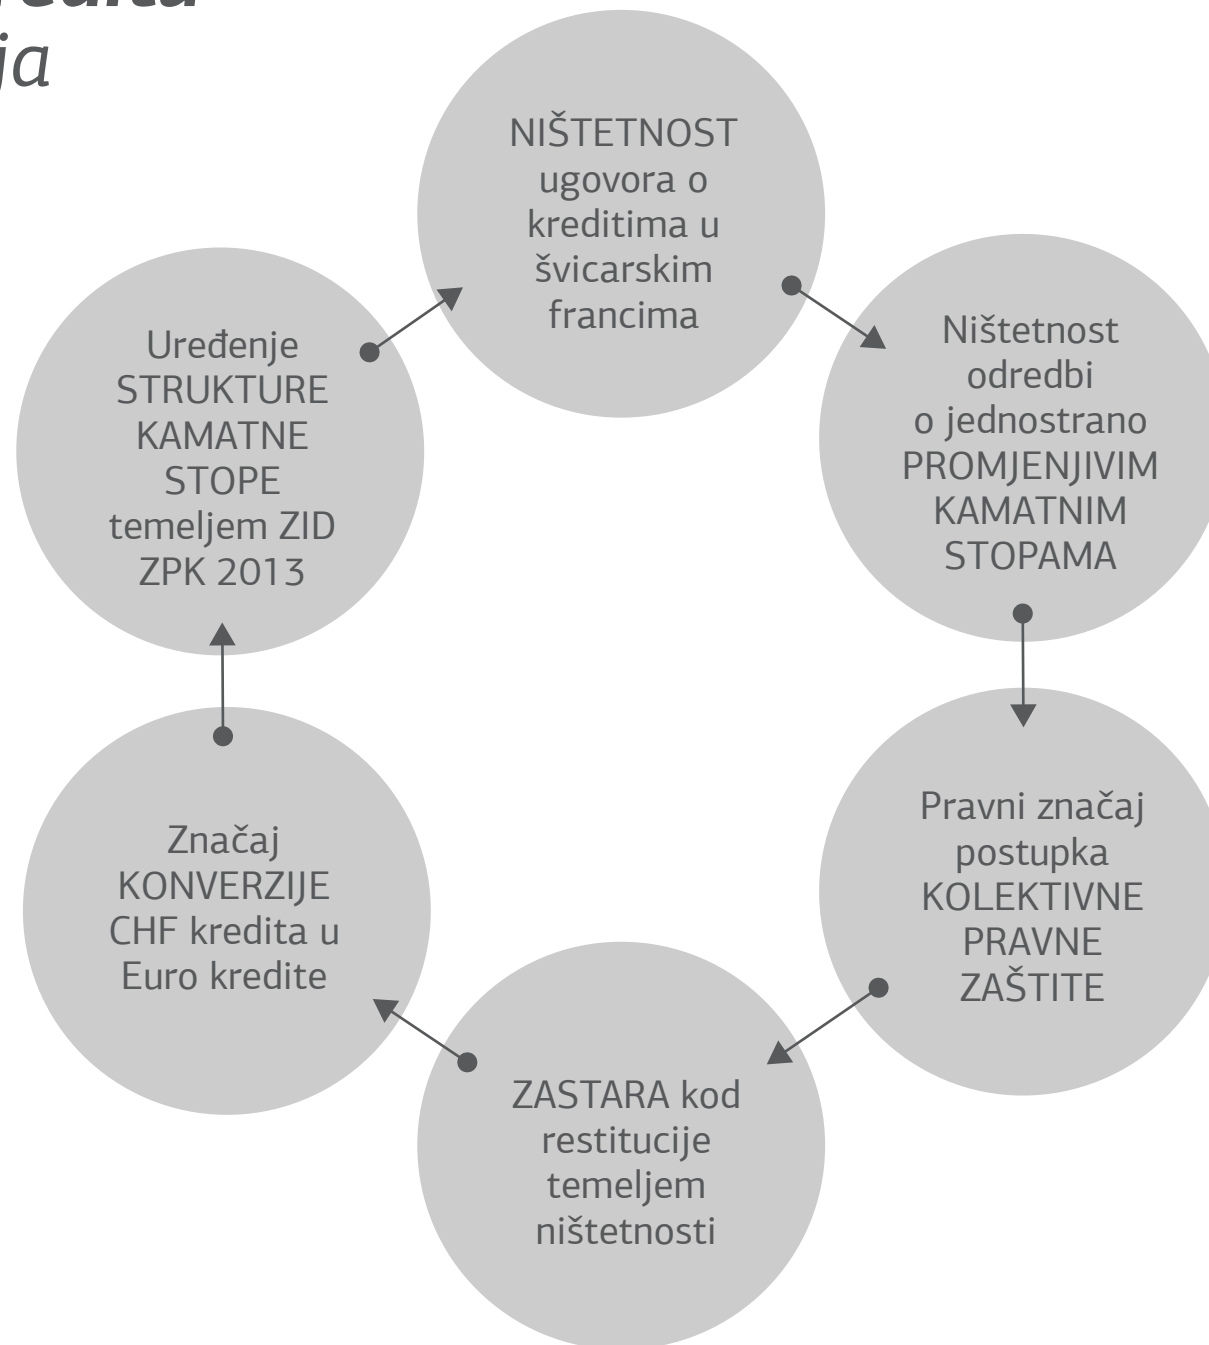 ja
NIŠTETNOST
ugovora o
kreditima u
švicarskim
francima
Ništetnost
odredbi
o jednostrano
PROMJENJIVIM
KAMATNIM
STOPAMA
Pravni značaj
postupka
KOLEKTIVNE
PRAVNE
ZAŠTITE
ZASTARA kod
restitucije
temeljem
ništetnosti
Značaj
KONVERZIJE
CHF kredita u
Euro kredite
Uređenje
STRUKTURE
KAMATNE
STOPE
temeljem ZID
ZPK 2013